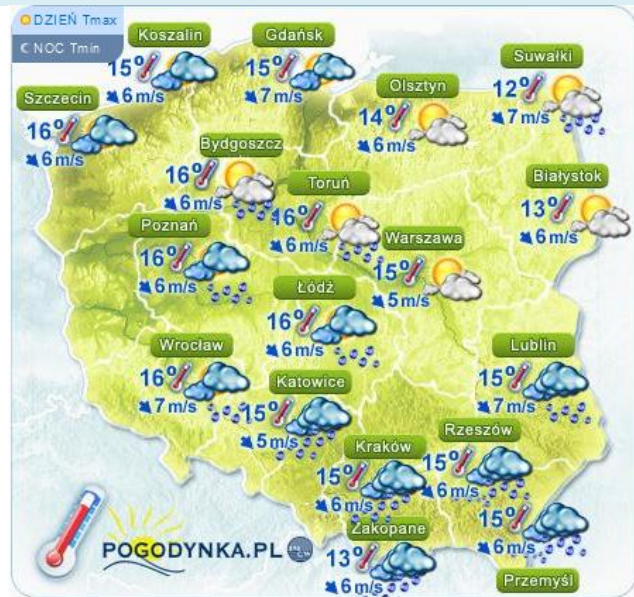 DZIEŃ Tmax
NOC Tmin
Koszalin
15°
6 m/s
Gdańsk
15°
7 m/s
Suwałki
12°
7 m/s
Szczecin
16°
6 m/s
Olsztyn
14°
6 m/s
Bydgoszcz
16°
6 m/s
Toruń
16°
6 m/s
Białystok
13°
6 m/s
Poznań
16°
6 m/s
Warszawa
15°
5 m/s
Łódź
16°
6 m/s
Wrocław
16°
7 m/s
Katowice
15°
5 m/s
Lublin
15°
7 m/s
Kraków
15°
6 m/s
Rzeszów
15°
6 m/s
Zakopane
13°
6 m/s
15°
6 m/s
Przemyśl
POGODYNKA.PL